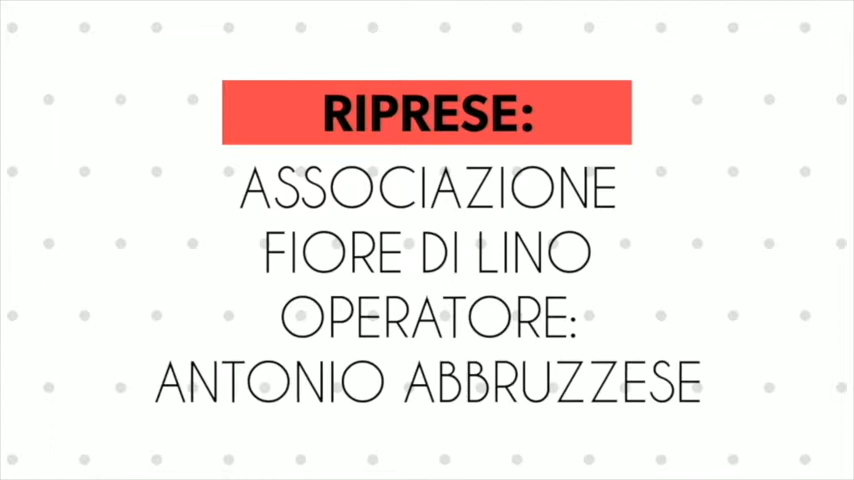 RIPRESE:
ASSOCIAZIONE
FIORE DI LINO
OPERATORE:
ANTONIO ABBRUZZESE